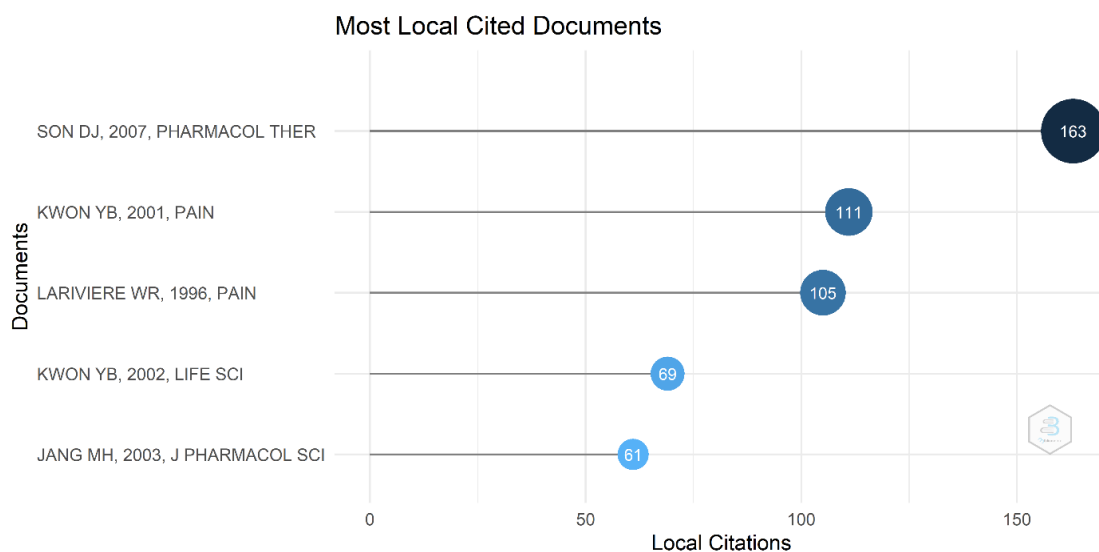 Most Local Cited Documents
SON DJ, 2007, PHARMACOL THER
163
KWON YB, 2001, PAIN
111
LARIVIERE WR, 1996, PAIN
105
KWON YB, 2002, LIFE SCI
69
JANG MH, 2003, J PHARMACOL SCI
61
Documents
0
50
100
150
Local Citations